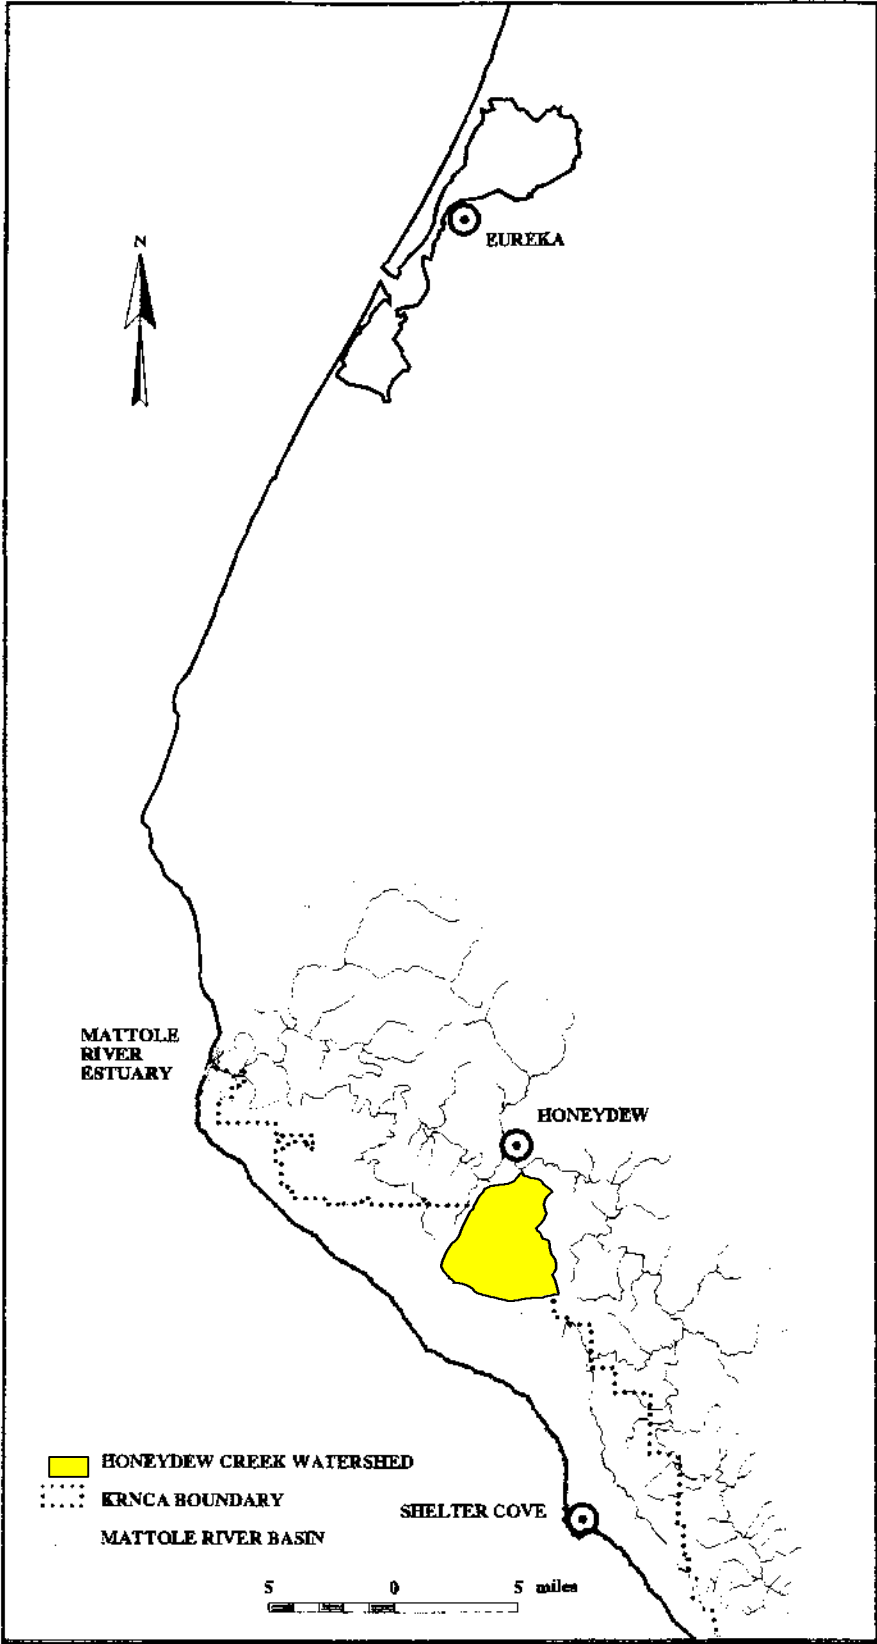 EUREKA
N
MATTOLE
RIVER
ESTUARY
HONEYDEW
HONEYDEW CREEK WATERSHED
KRNCA BOUNDARY
SHELTER COVE
MATTOLE RIVER BASIN
5 0 5 miles